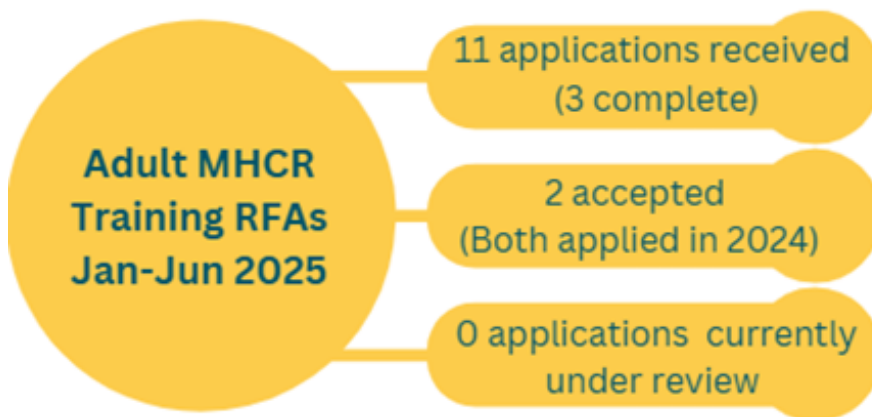 Adult MHCR
Training RFAs
Jan-Jun 2025
11 applications received
(3 complete)
2 accepted
(Both applied in 2024)
0 applications currently
under review